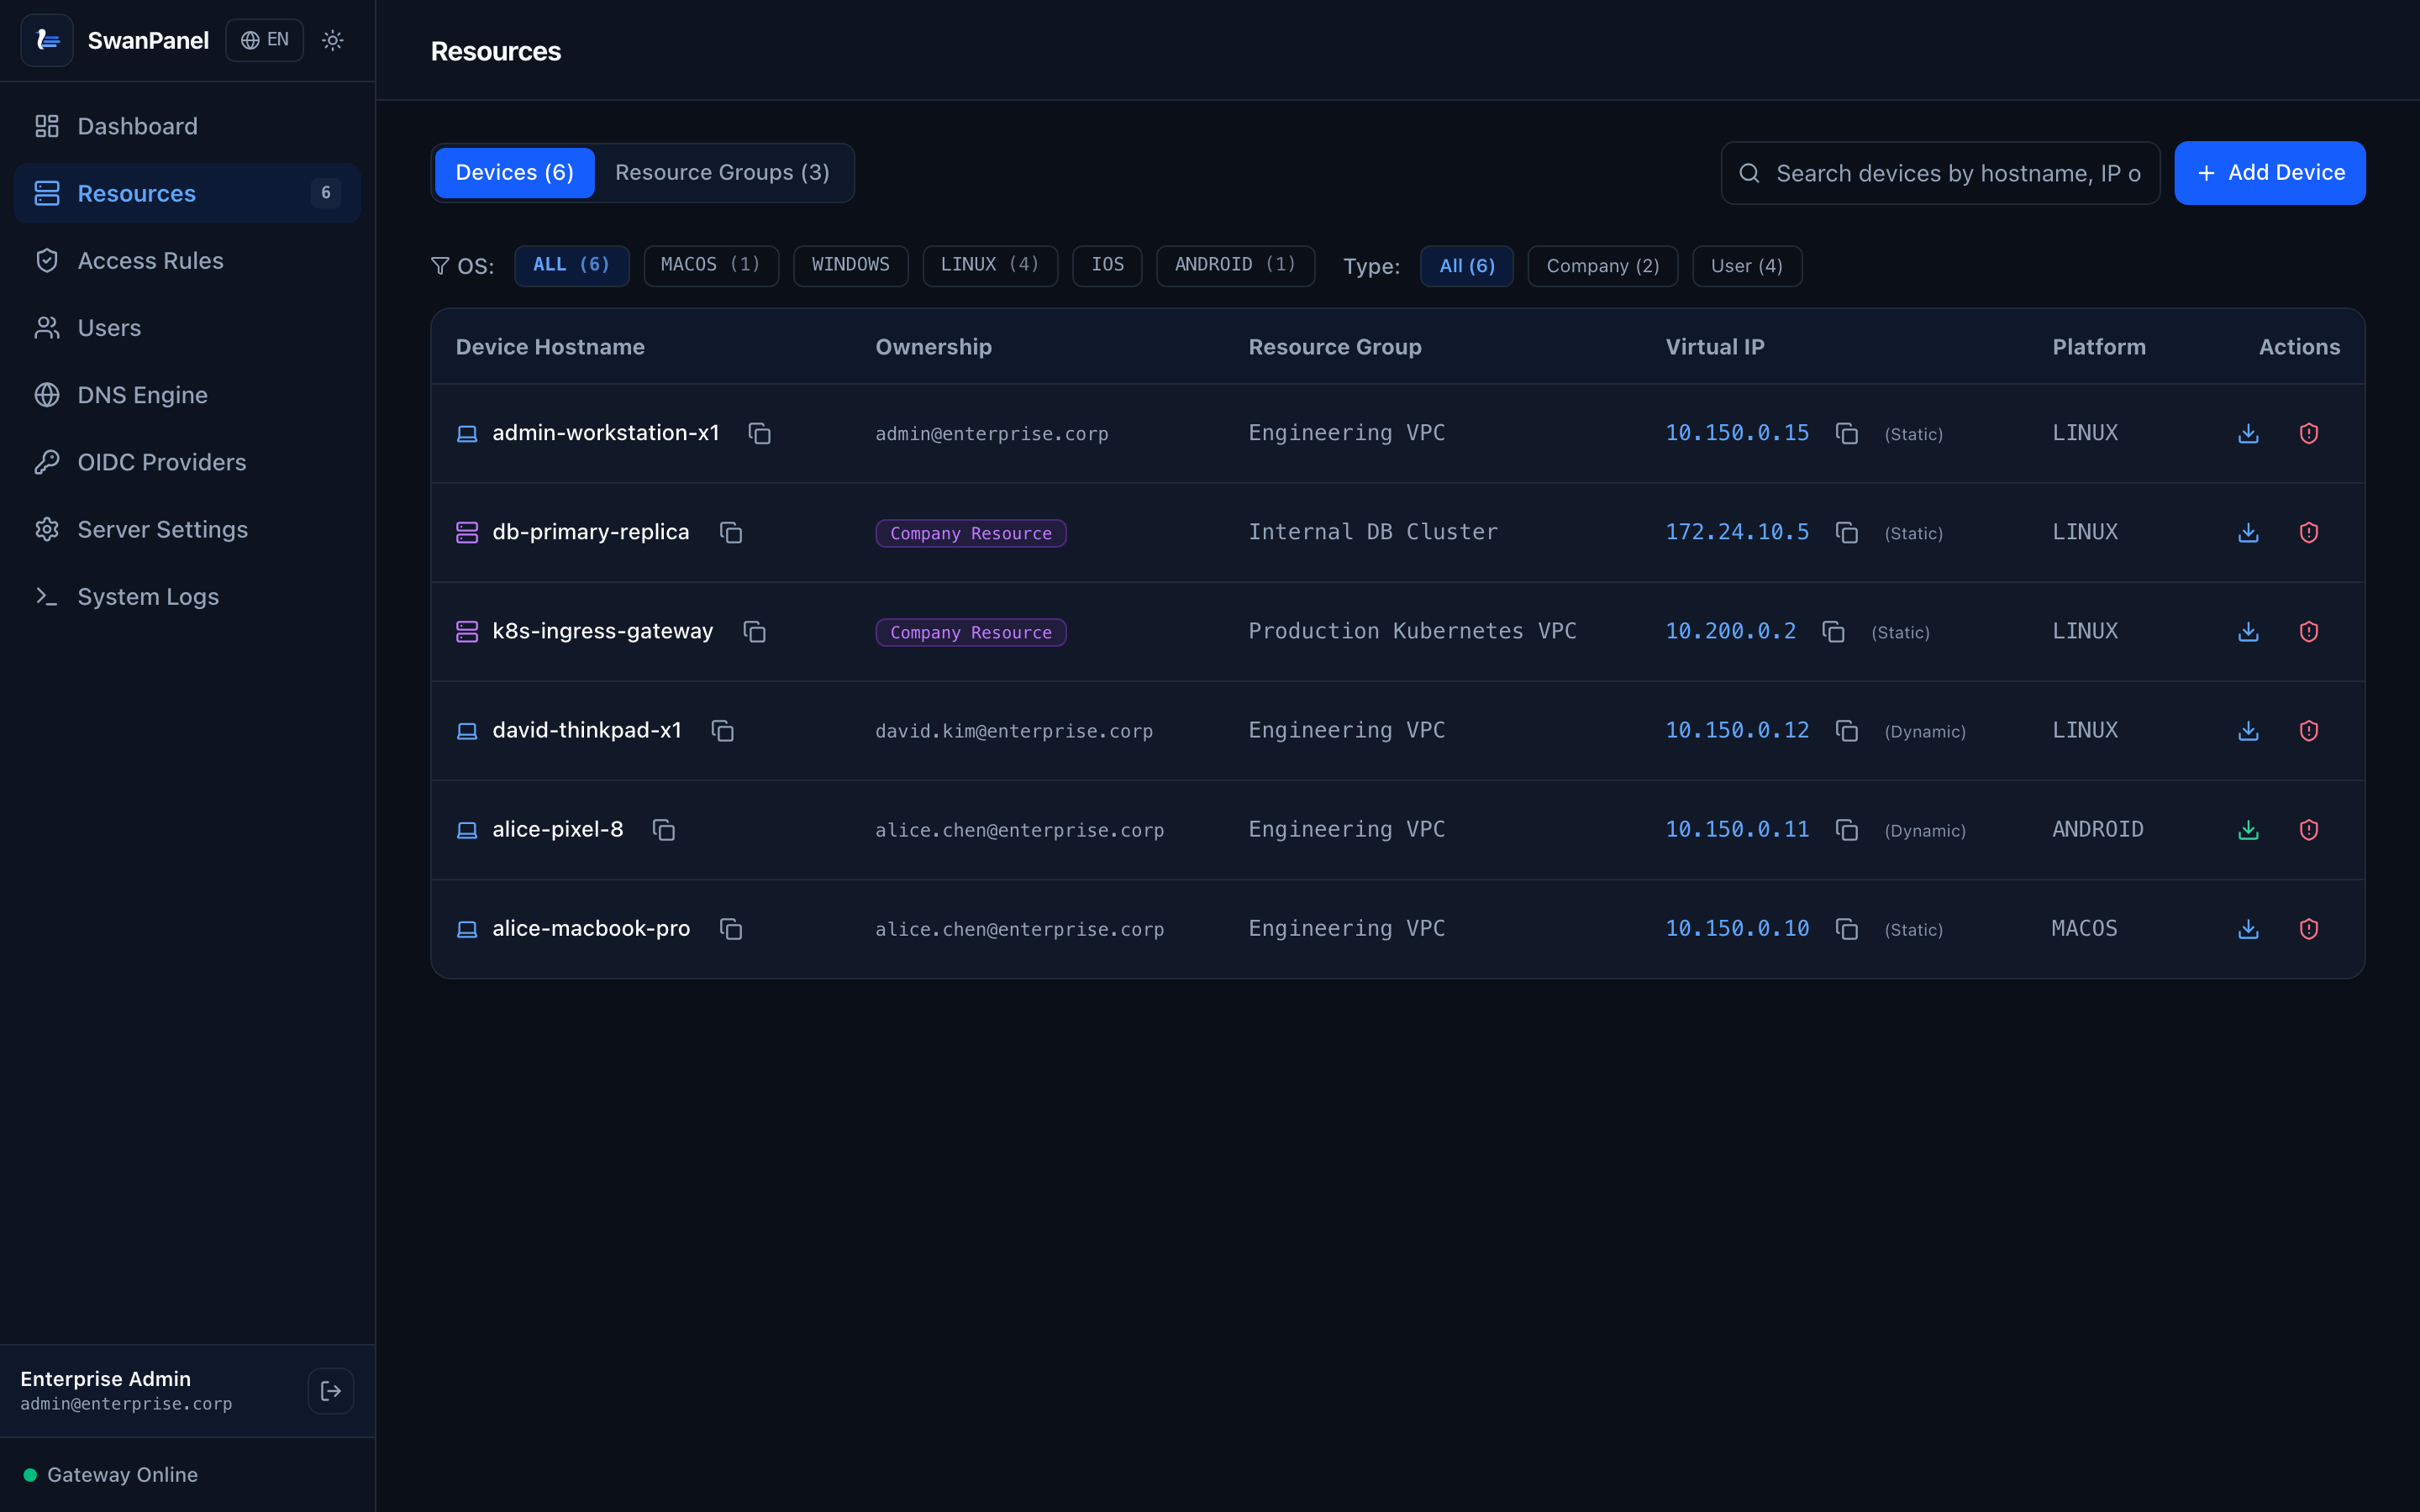 SwanPanel
EN
Dashboard
Resources 6
Access Rules
Users
DNS Engine
OIDC Providers
Server Settings
System Logs
Enterprise Admin
admin@enterprise.corp
Gateway Online
Resources
Devices (6) Resource Groups (3)
Search devices by hostname, IP o
+ Add Device
OS: ALL (6) MACOS (1) WINDOWS LINUX (4) IOS ANDROID (1) Type: All (6) Company (2) User (4)
Device Hostname Ownership Resource Group Virtual IP Platform Actions
admin-workstation-x1 admin@enterprise.corp Engineering VPC 10.150.0.15 (Static) LINUX
db-primary-replica Company Resource Internal DB Cluster 172.24.10.5 (Static) LINUX
k8s-ingress-gateway Company Resource Production Kubernetes VPC 10.200.0.2 (Static) LINUX
david-thinkpad-x1 david.kim@enterprise.corp Engineering VPC 10.150.0.12 (Dynamic) LINUX
alice-pixel-8 alice.chen@enterprise.corp Engineering VPC 10.150.0.11 (Dynamic) ANDROID
alice-macbook-pro alice.chen@enterprise.corp Engineering VPC 10.150.0.10 (Static) MACOS